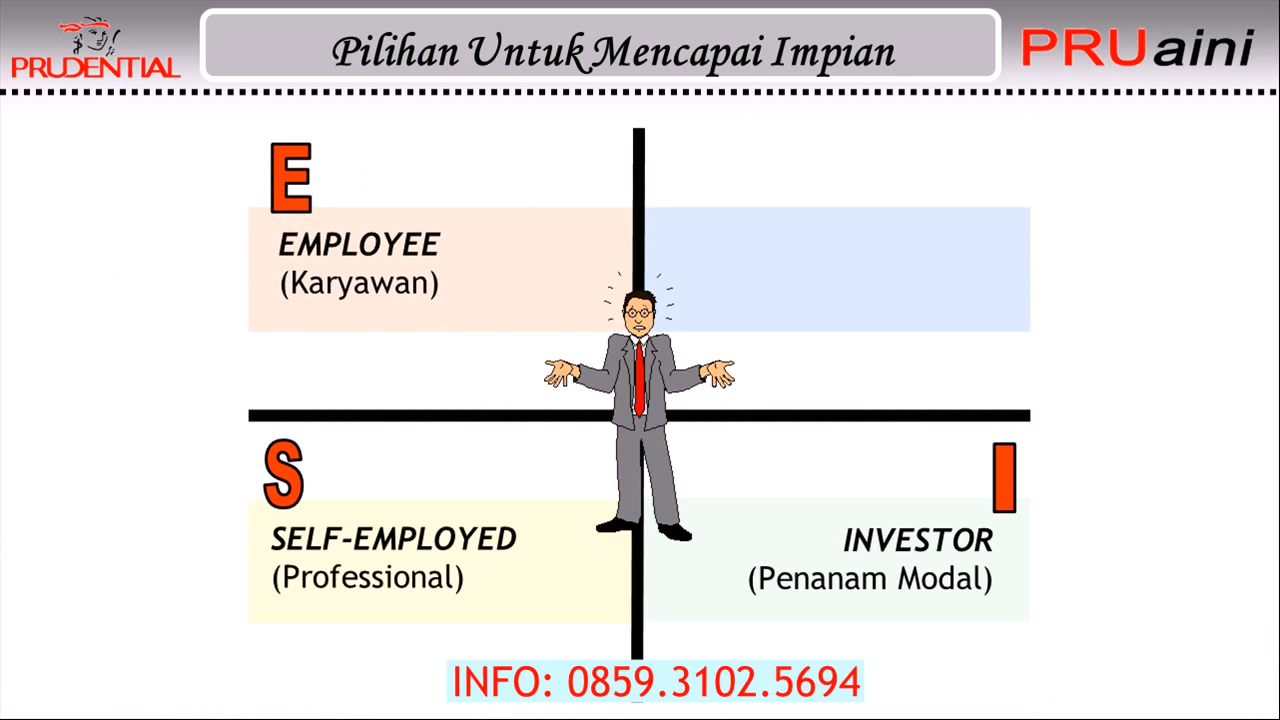 PRUDENTIAL
Pilihan Untuk Mencapai Impian
PRUaini
E
EMPLOYEE
(Karyawan)
S
SELF-EMPLOYED
(Professional)
I
INVESTOR
(Penanam Modal)
INFO: 0859.3102.5694